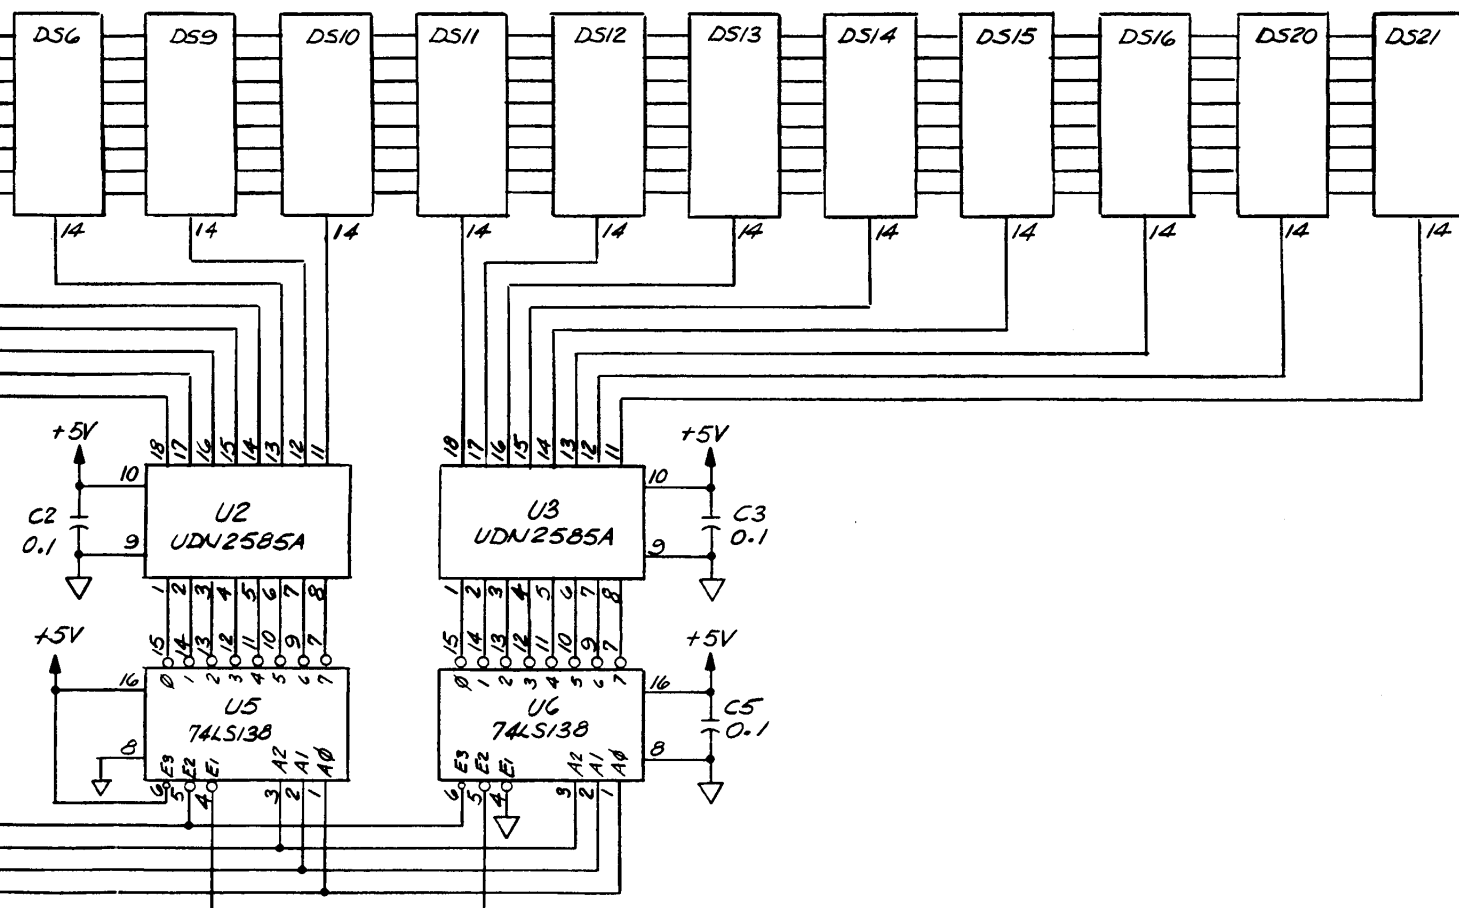 DS6 DS9 DS10 DS11 DS12 DS13 DS14 DS15 DS16 DS20 DS21
14 14 14 14 14 14 14 14 14 14 14
+5V 18 17 16 15 14 13 12 11 18 17 16 15 14 13 12 11 +5V
10 10
C2 U2 U3 C3
0.1 UDN2585A UDN2585A 0.1
9 9
1 2 3 4 5 6 7 8 1 2 3 4 5 6 7 8
+5V 15 14 13 12 11 10 9 7 15 14 13 12 11 10 9 7 +5V
16 Ø 1 2 3 4 5 6 7 Ø 1 2 3 4 5 6 7 16
U5 U6 C5
74LS138 74LS138 0.1
8 8
E3 E2 E1 A2 A1 AØ E3 E2 E1 A2 A1 AØ
6 5 4 3 2 1 6 5 4 3 2 1